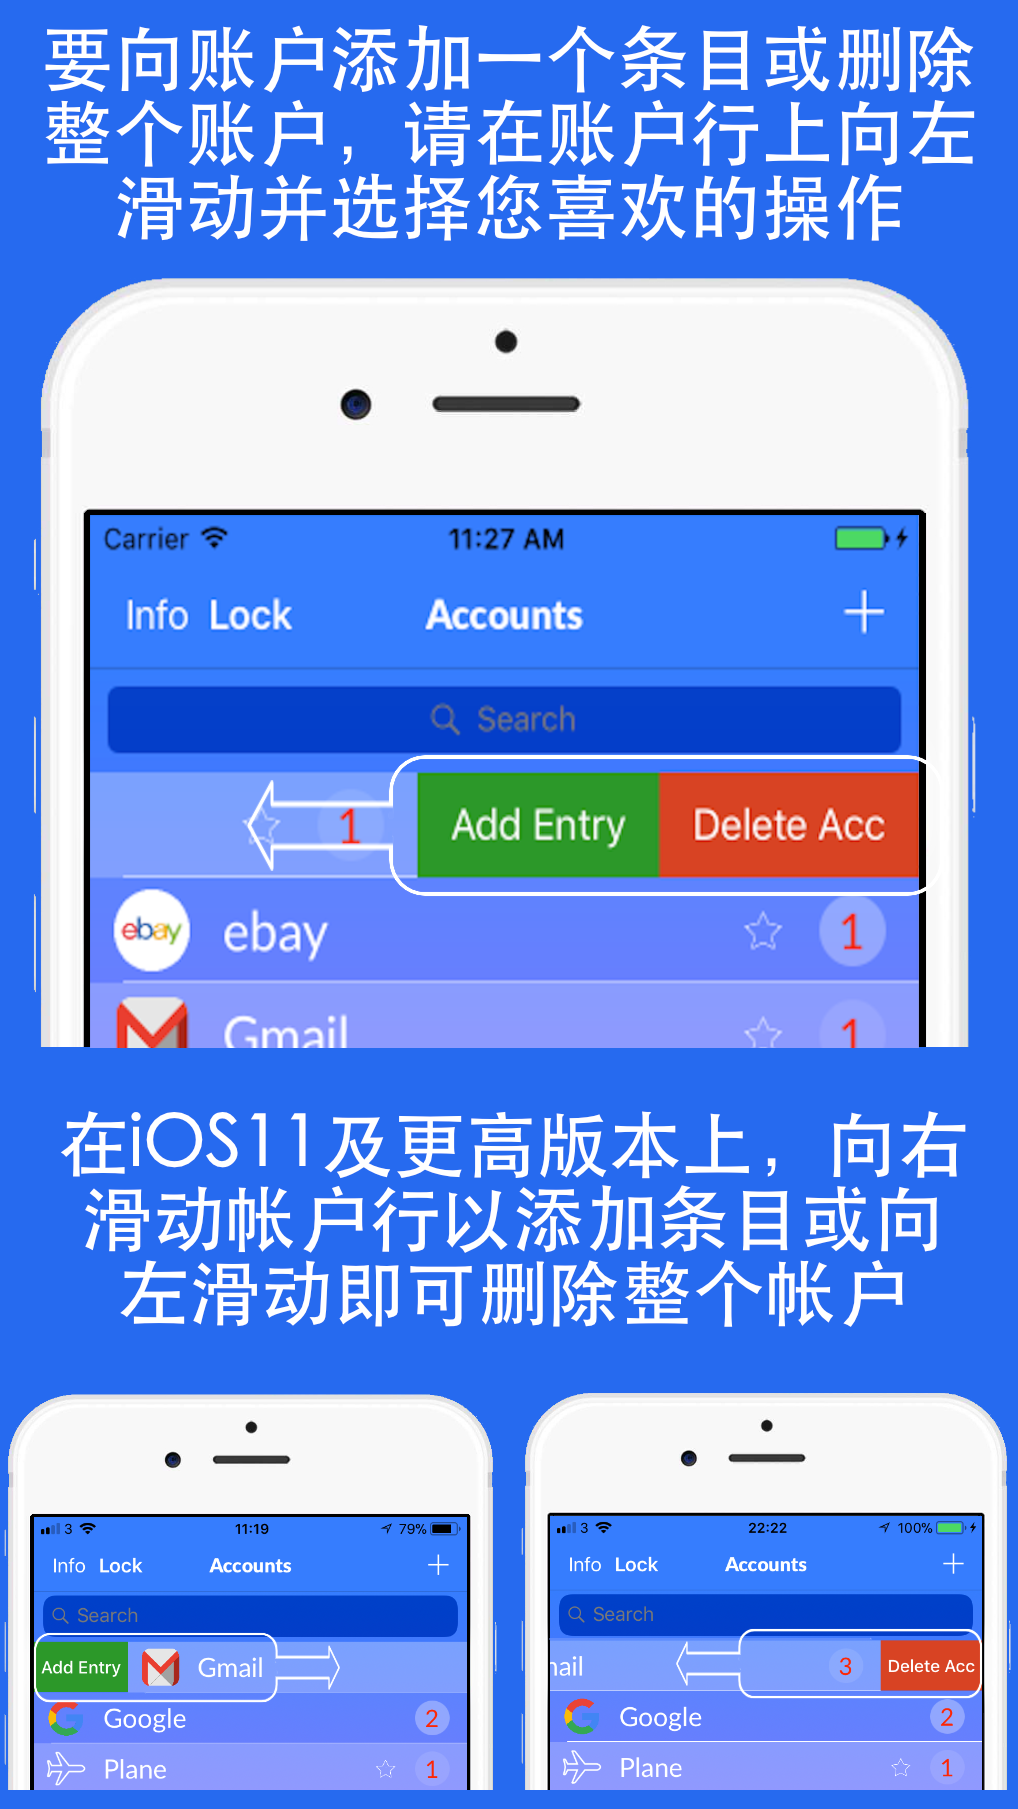 要向账户添加一个条目或删除
整个账户，请在账户行上向左
滑动并选择您喜欢的操作
Carrier 11:27 AM
Info Lock Accounts +
Search
1 Add Entry Delete Acc
ebay ebay 1
Gmail 1
在iOS11及更高版本上，向右
滑动帐户行以添加条目或向
左滑动即可删除整个帐户
3 11:19 79%
Info Lock Accounts +
Search
Add Entry Gmail
Google 2
Plane 1
3 22:22 100%
Info Lock Accounts +
Search
ail 3 Delete Acc
Google 2
Plane 1